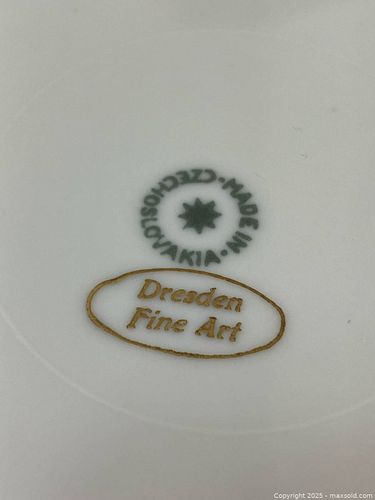 MADE IN CZECHOSLOVAKIA
Dresden
Fine Art
Copyright 2025 - maxsold.com